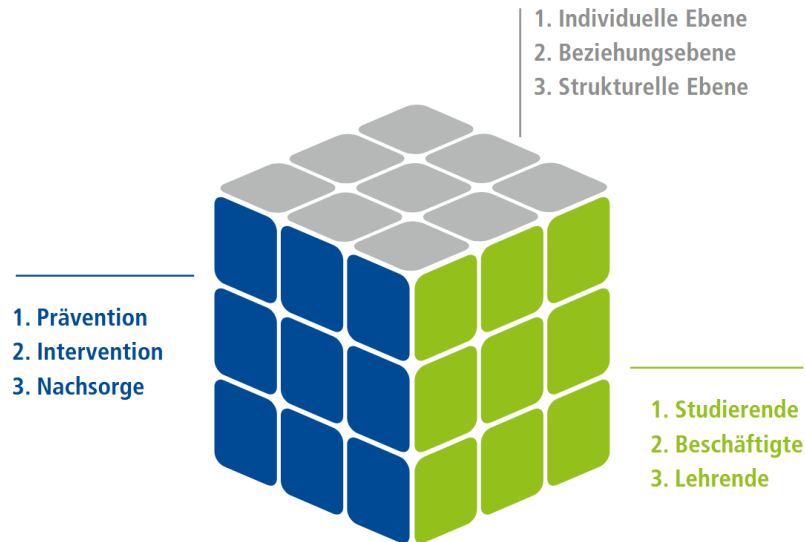 1. Individuelle Ebene
2. Beziehungsebene
3. Strukturelle Ebene
1. Prävention
2. Intervention
3. Nachsorge
1. Studierende
2. Beschäftigte
3. Lehrende